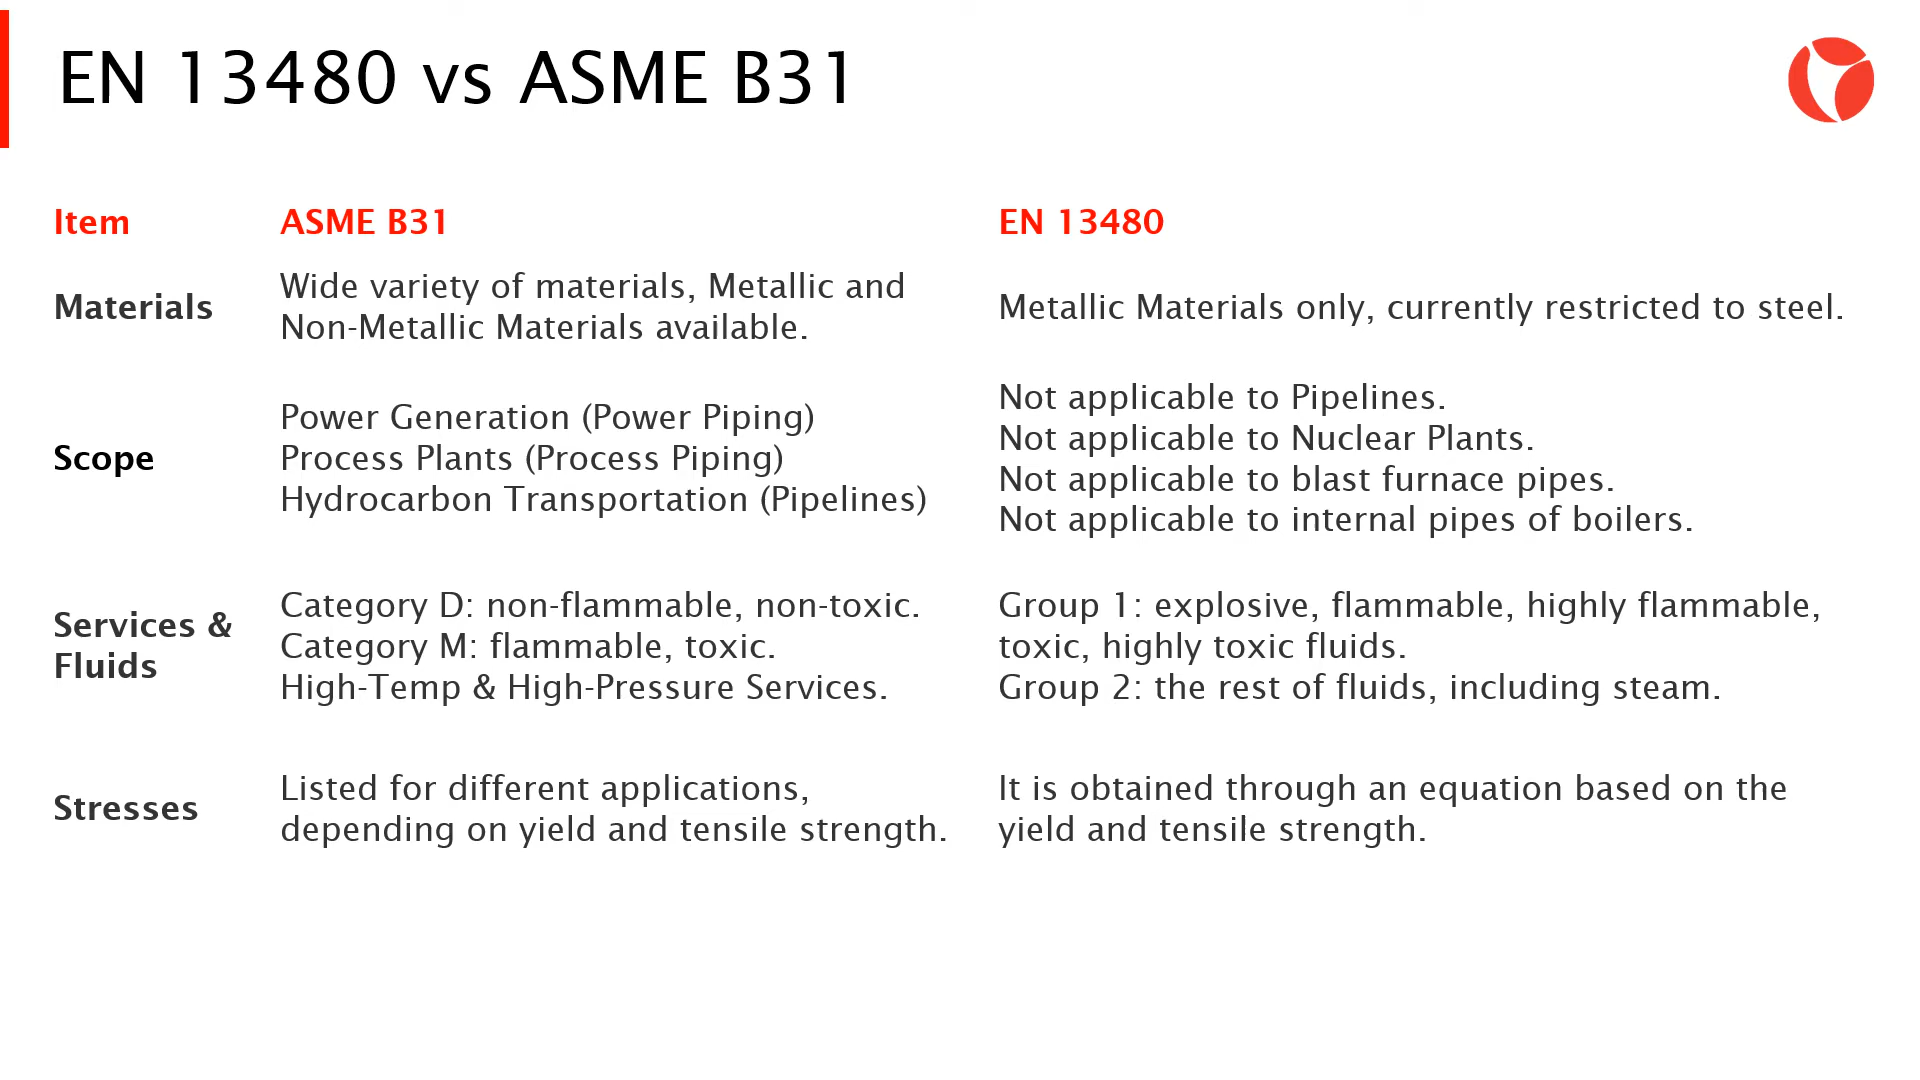 EN 13480 vs ASME B31
Item
ASME B31
EN 13480
Materials
Wide variety of materials, Metallic and
Non-Metallic Materials available.
Metallic Materials only, currently restricted to steel.
Scope
Power Generation (Power Piping)
Process Plants (Process Piping)
Hydrocarbon Transportation (Pipelines)
Not applicable to Pipelines.
Not applicable to Nuclear Plants.
Not applicable to blast furnace pipes.
Not applicable to internal pipes of boilers.
Services &
Fluids
Category D: non-flammable, non-toxic.
Category M: flammable, toxic.
High-Temp & High-Pressure Services.
Group 1: explosive, flammable, highly flammable,
toxic, highly toxic fluids.
Group 2: the rest of fluids, including steam.
Stresses
Listed for different applications,
depending on yield and tensile strength.
It is obtained through an equation based on the
yield and tensile strength.